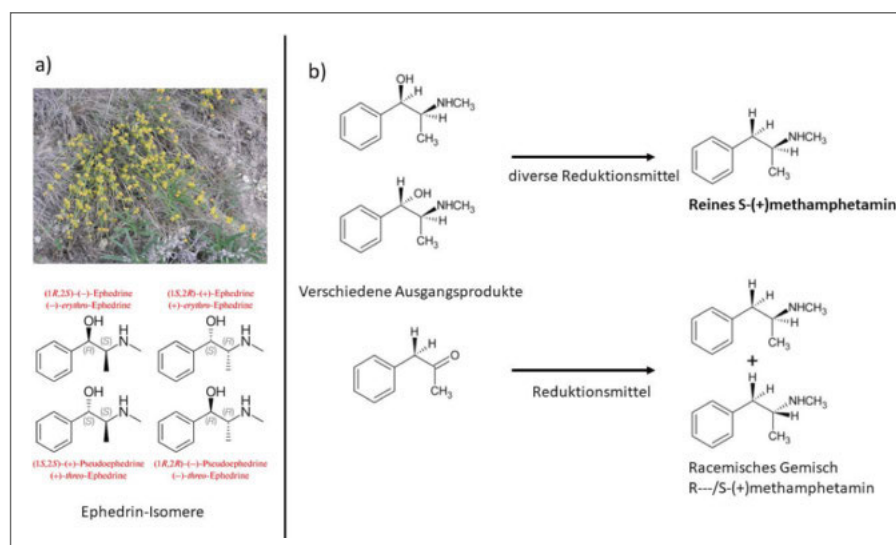 a)
(1R,2S)-(−)-Ephedrine
(−)-erythro-Ephedrine
(1S,2R)-(+)-Ephedrine
(+)-erythro-Ephedrine
OH
H
N
(S)
(R)
OH
H
N
(R)
(S)
OH
H
N
(S)
(S)
OH
H
N
(R)
(R)
(1S,2S)-(+)-Pseudoephedrine
(+)-threo-Ephedrine
(1R,2R)-(−)-Pseudoephedrine
(−)-threo-Ephedrine
Ephedrin-Isomere
b)
OH
H
NHCH3
H
CH3
H
OH
NHCH3
H
CH3
Verschiedene Ausgangsprodukte
diverse Reduktionsmittel
H
H
NHCH3
H
CH3
Reines S-(+)methamphetamin
H
H
O
CH3
Reduktionsmittel
H
H
NHCH3
H
CH3
+
H
H
NHCH3
H
CH3
Racemisches Gemisch
R---/S-(+)methamphetamin